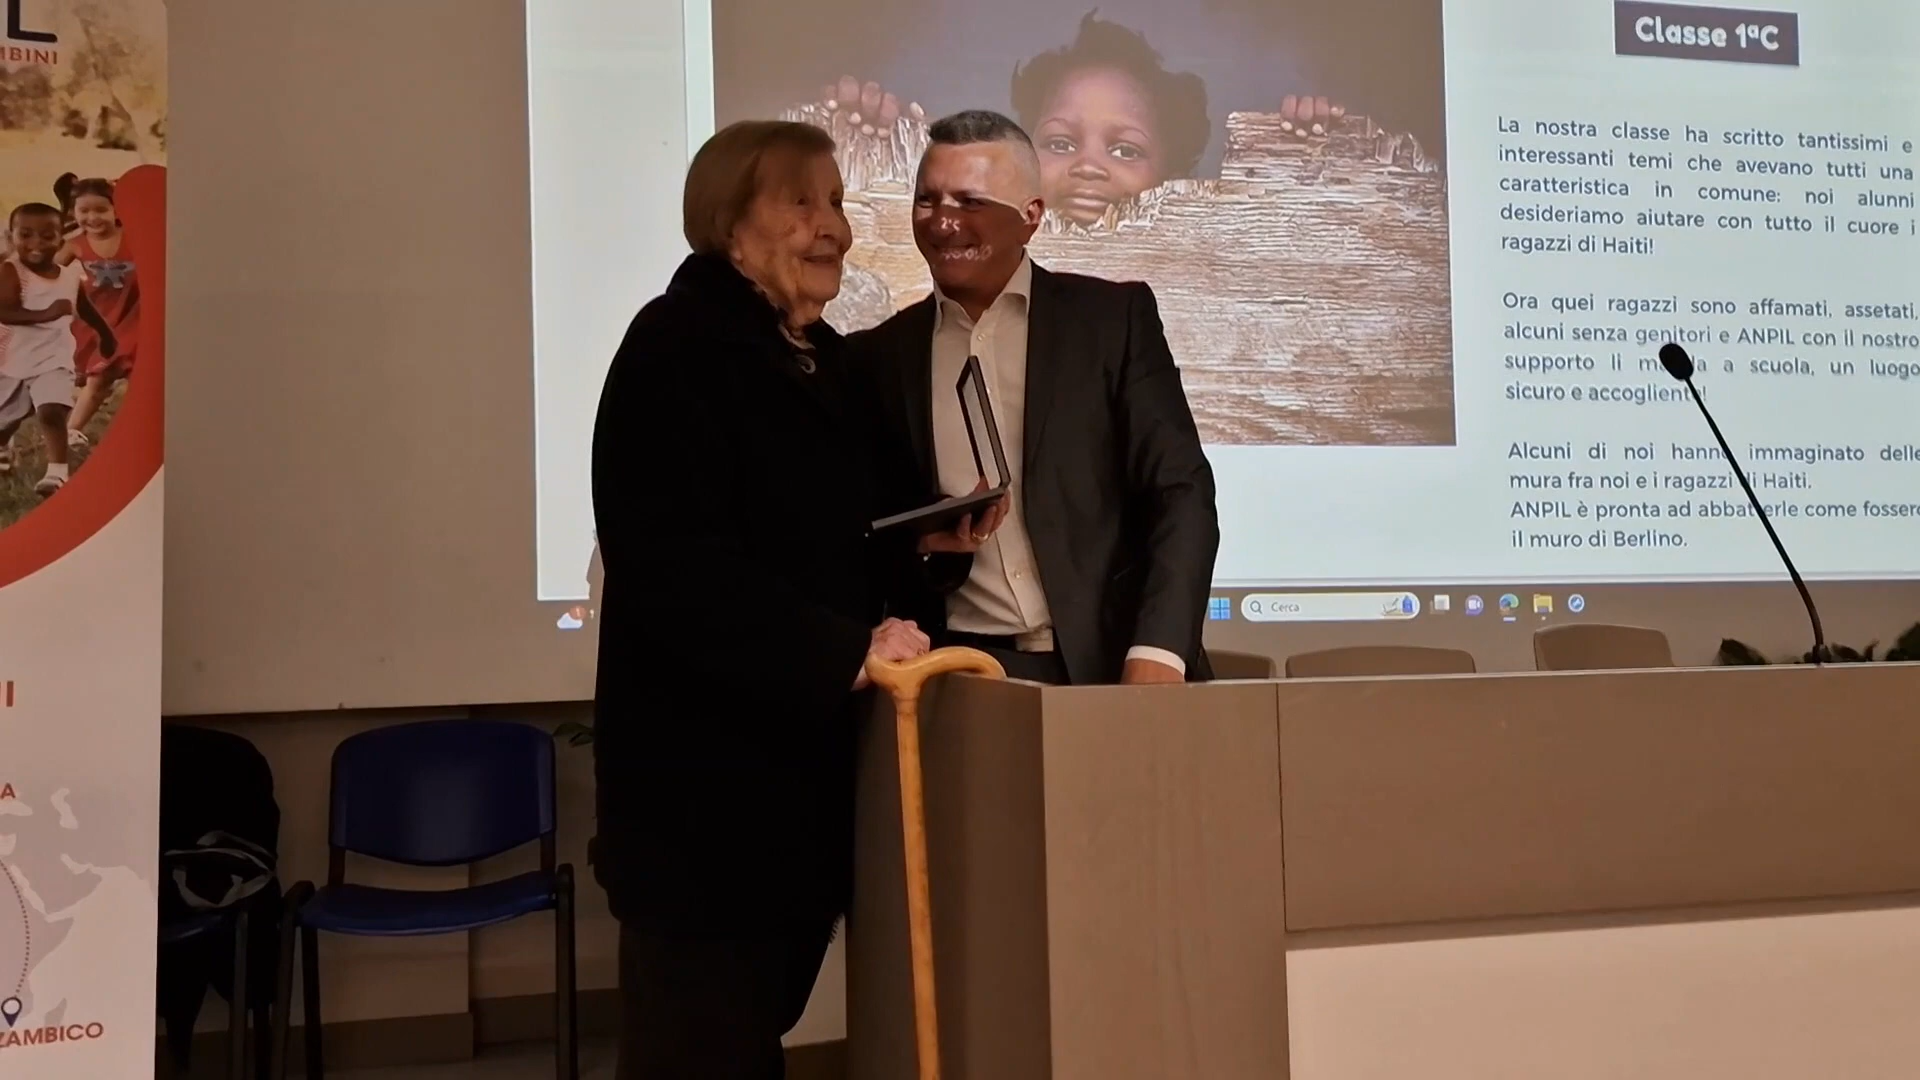 L
MBINI
I
A
ZAMBICO
Classe 1ªC
La nostra classe ha scritto tantissimi e
interessanti temi che avevano tutti una
caratteristica in comune: noi alunni
desideriamo aiutare con tutto il cuore i
ragazzi di Haiti!
Ora quei ragazzi sono affamati, assetati,
alcuni senza genitori e ANPIL con il nostro
supporto li manda a scuola, un luogo
sicuro e accogliente!
Alcuni di noi hanno immaginato delle
mura fra noi e i ragazzi di Haiti.
ANPIL è pronta ad abbatterle come fossero
il muro di Berlino.
Cerca